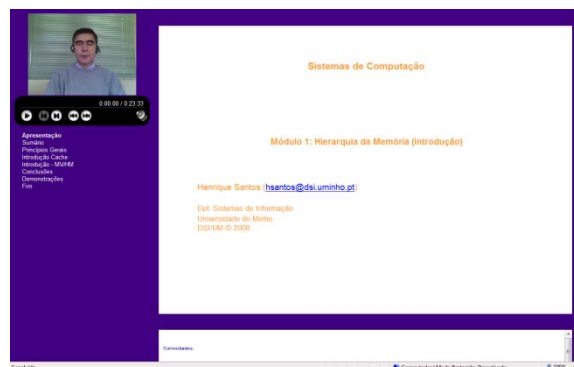 0:00:00 / 0:23:33
Apresentação
Sumário
Princípios Gerais
Introdução Cache
Introdução - MV/HM
Conclusões
Demonstrações
Fim
Sistemas de Computação
Módulo 1: Hierarquia da Memória (introdução)
Henrique Santos (hsantos@dsi.uminho.pt)
Dpt. Sistemas de Informação
Universidade do Minho
DSI/UM ©
Curiosidades: